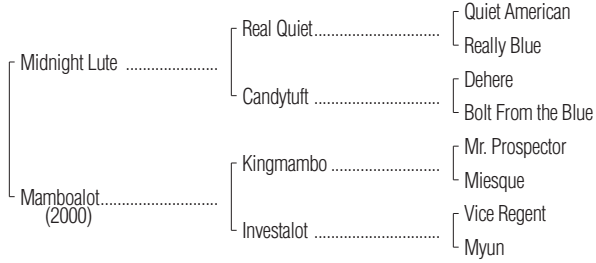 Quiet American
Real Quiet
Really Blue
Midnight Lute
Dehere
Candytuft
Bolt From the Blue
Mr. Prospector
Kingmambo
Miesque
Mamboalot
(2000)
Vice Regent
Investalot
Myun